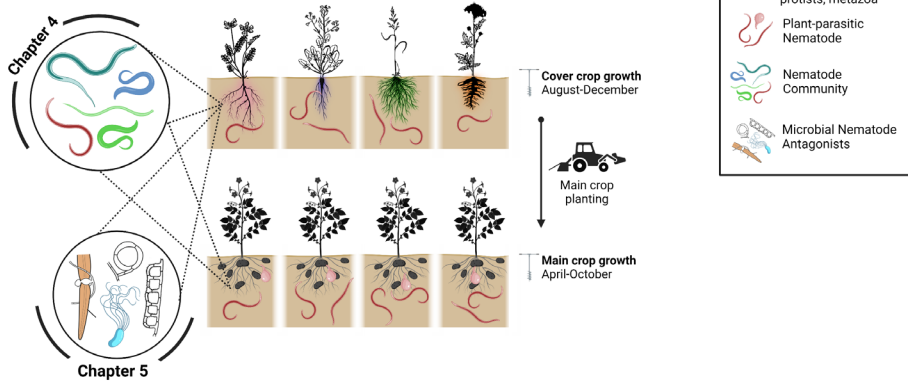 Chapter 4
Cover crop growth
August-December
Main crop
planting
Main crop growth
April-October
Chapter 5
protists, metazoa
Plant-parasitic
Nematode
Nematode
Community
Microbial Nematode
Antagonists